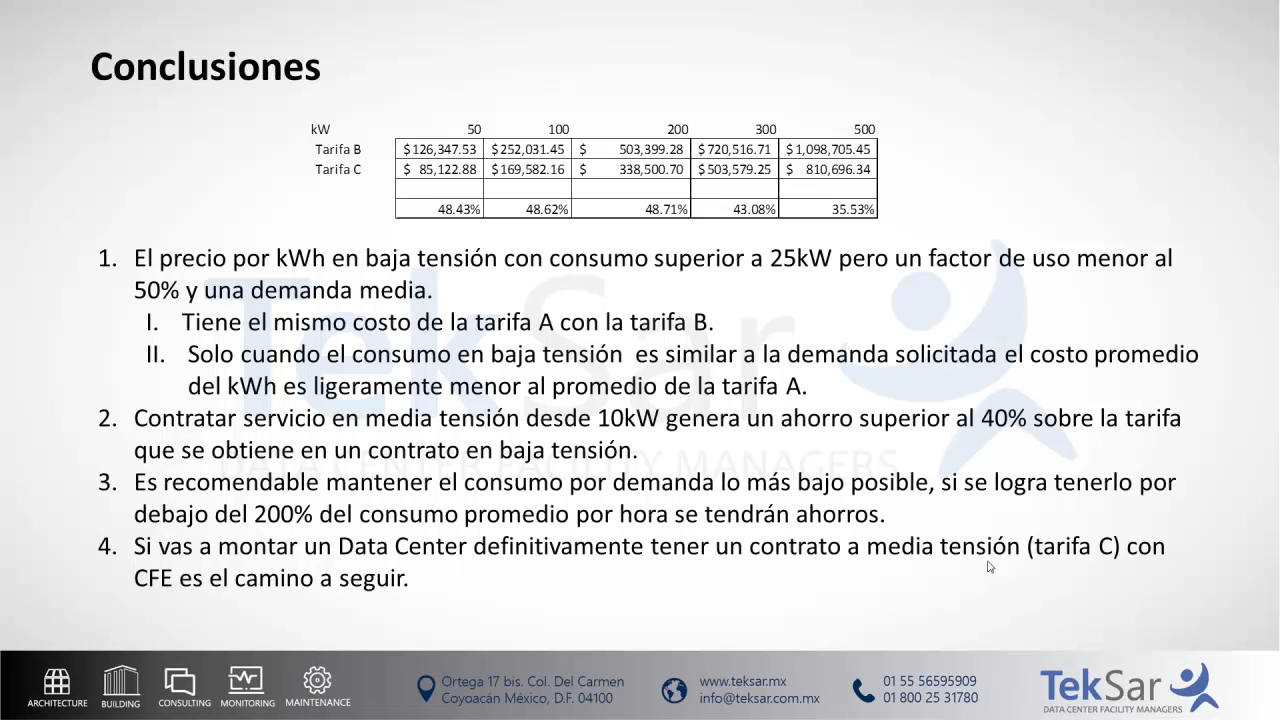 Conclusiones
kW 50 100 200 300 500
Tarifa B $126,347.53 $252,031.45 $ 503,399.28 $720,516.71 $1,098,705.45
Tarifa C $ 85,122.88 $169,582.16 $ 338,500.70 $503,579.25 $ 810,696.34
48.43% 48.62% 48.71% 43.08% 35.53%
1. El precio por kWh en baja tensión con consumo superior a 25kW pero un factor de uso menor al
50% y una demanda media.
I. Tiene el mismo costo de la tarifa A con la tarifa B.
II. Solo cuando el consumo en baja tensión es similar a la demanda solicitada el costo promedio
del kWh es ligeramente menor al promedio de la tarifa A.
2. Contratar servicio en media tensión desde 10kW genera un ahorro superior al 40% sobre la tarifa
que se obtiene en un contrato en baja tensión.
3. Es recomendable mantener el consumo por demanda lo más bajo posible, si se logra tenerlo por
debajo del 200% del consumo promedio por hora se tendrán ahorros.
4. Si vas a montar un Data Center definitivamente tener un contrato a media tensión (tarifa C) con
CFE es el camino a seguir.
TekSar
DATA CENTER FACILITY MANAGERS
ARCHITECTURE BUILDING CONSULTING MONITORING MAINTENANCE
Ortega 17 bis. Col. Del Carmen
Coyoacán México, D.F. 04100
www.teksar.mx
info@teksar.com.mx
01 55 56595909
01 800 25 31780
TekSar
DATA CENTER FACILITY MANAGERS